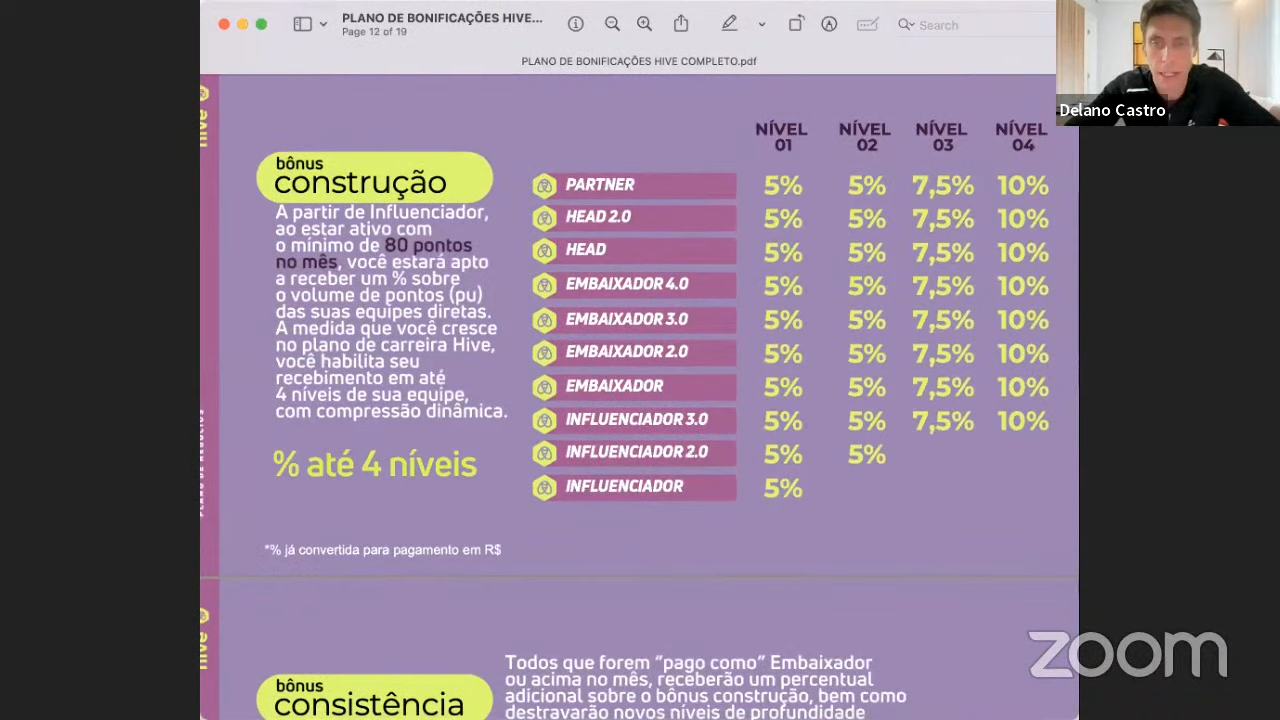 PLANO DE BONIFICAÇÕES HIVE...
Page 12 of 19
Search
PLANO DE BONIFICAÇÕES HIVE COMPLETO.pdf
Delano Castro
hive
bônus
construção
A partir de Influenciador,
ao estar ativo com
o mínimo de 80 pontos
no mês, você estará apto
a receber um % sobre
o volume de pontos (pu)
das suas equipes diretas.
A medida que você cresce
no plano de carreira Hive,
você habilita seu
recebimento em até
4 níveis de sua equipe,
com compressão dinâmica.
% até 4 níveis
*% já convertida para pagamento em R$
NÍVEL 01 NÍVEL 02 NÍVEL 03 NÍVEL 04
PARTNER 5% 5% 7,5% 10%
HEAD 2.0 5% 5% 7,5% 10%
HEAD 5% 5% 7,5% 10%
EMBAIXADOR 4.0 5% 5% 7,5% 10%
EMBAIXADOR 3.0 5% 5% 7,5% 10%
EMBAIXADOR 2.0 5% 5% 7,5% 10%
EMBAIXADOR 5% 5% 7,5% 10%
INFLUENCIADOR 3.0 5% 5% 7,5% 10%
INFLUENCIADOR 2.0 5% 5%
INFLUENCIADOR 5%
hive
bônus
consistência
Todos que forem “pago como” Embaixador
ou acima no mês, receberão um percentual
adicional sobre o bônus construção, bem como
destravarão novos níveis de profundidade
zoom